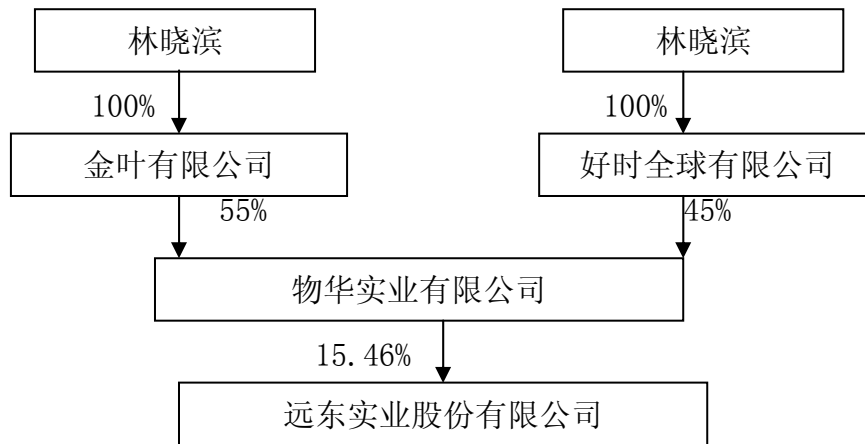 林晓滨
林晓滨
100%
100%
金叶有限公司
好时全球有限公司
55%
45%
物华实业有限公司
15.46%
远东实业股份有限公司